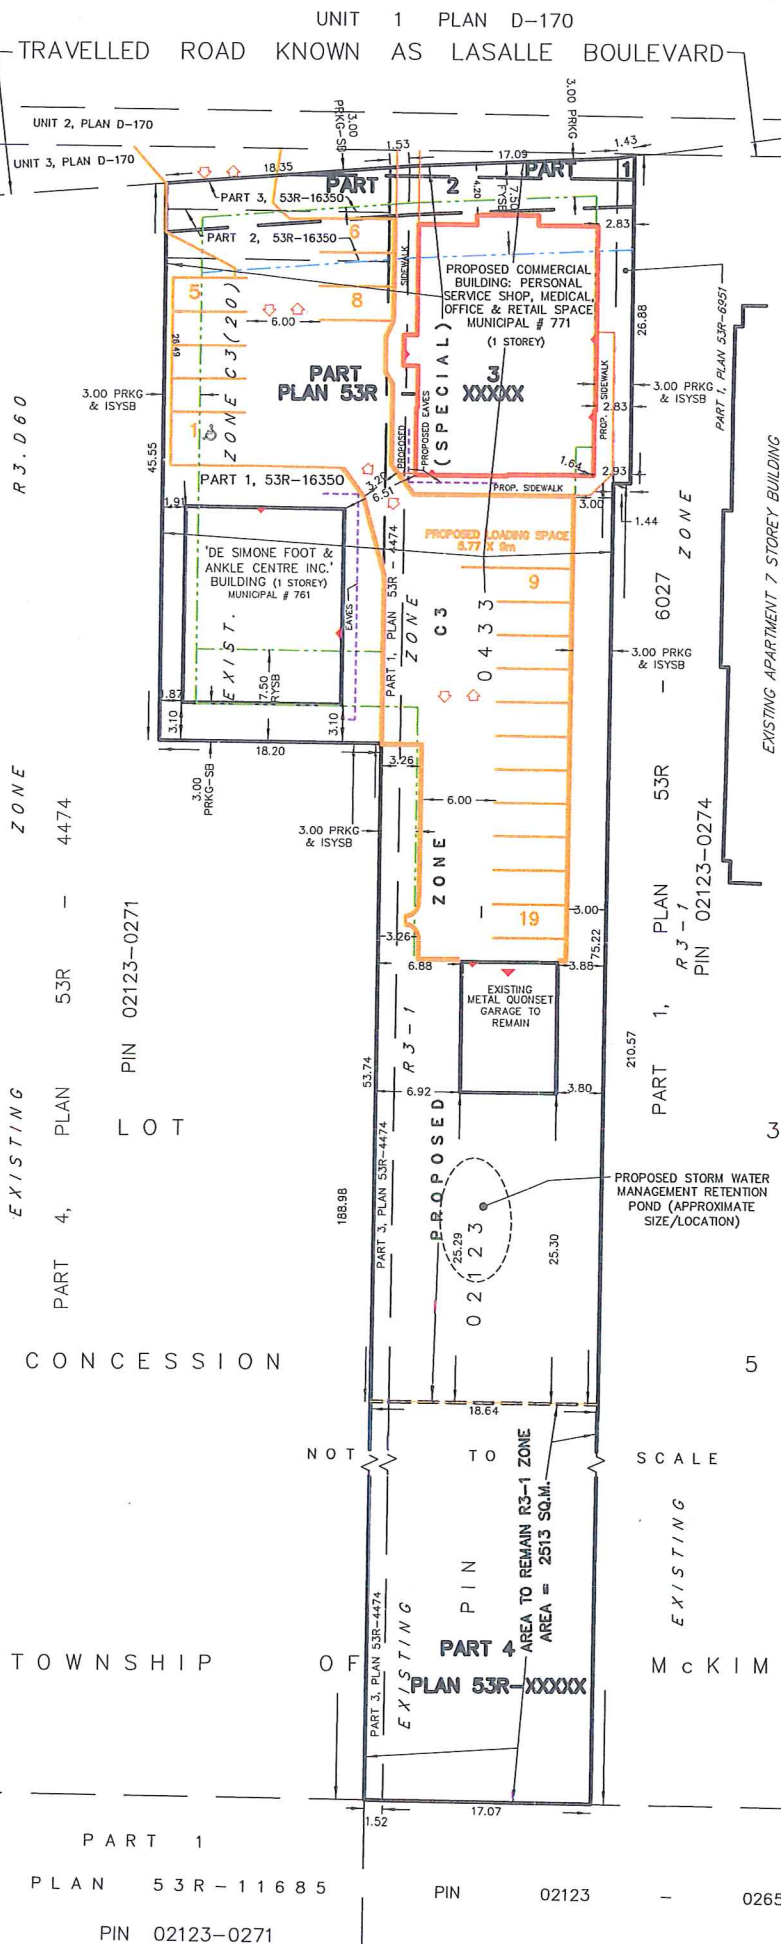 UNIT 1 PLAN D-170
TRAVELLED ROAD KNOWN AS LASALLE BOULEVARD
UNIT 2, PLAN D-170
UNIT 3, PLAN D-170
3.00
PRKG-SB
3.00 PRKG
1.53
17.09
1.43
18.35
PART 2
PART 1
4.20
7.50
FYSB
PART 3, 53R-16350
PART 2, 53R-16350
2.83
6
5
8
SIDEWALK
PROPOSED COMMERCIAL
BUILDING: PERSONAL
SERVICE SHOP, MEDICAL,
OFFICE & RETAIL SPACE
MUNICIPAL # 771
(1 STOREY)
PART 1, PLAN 53R-6951
26.88
6.00
26.49
ZONE C3(20)
(SPECIAL)
PART 3
PLAN 53R XXXXX
3.00 PRKG
& ISYSB
3.00 PRKG
& ISYSB
PROP. SIDEWALK
2.83
R3.D60
1
45.55
PROPOSED
PROPOSED EAVES
1.64
2.93
PART 1, 53R-16350
3.20
6.51
PROP. SIDEWALK
3.00
1.44
1.91
PROPOSED LOADING SPACE
5.77 X 9m
'DE SIMONE FOOT &
ANKLE CENTRE INC.'
BUILDING (1 STOREY)
MUNICIPAL # 761
EAVES
EXIST.
PART 1, PLAN 53R - 4474
ZONE
C3
0433
9
3.00 PRKG
& ISYSB
ZONE
6027
EXISTING APARTMENT 7 STOREY BUILDING
7.50
RYSB
1.87
3.10
3.10
18.20
3.00
PRKG-SB
3.26
6.00
3.00 PRKG
& ISYSB
ZONE
ZONE
4474
53R
PIN 02123-0271
19
3.26
3.00
75.22
PLAN 53R -
R3-1
PIN 02123-0274
6.88
3.88
EXISTING
METAL QUONSET
GARAGE TO
REMAIN
R3-1
53.74
210.57
6.92
3.80
PART 1,
EXISTING
PART 4, PLAN
LOT
3
PROPOSED
PART 3, PLAN 53R-4474
188.98
02123
25.29
25.30
PROPOSED STORM WATER
MANAGEMENT RETENTION
POND (APPROXIMATE
SIZE/LOCATION)
CONCESSION 5
18.64
NOT TO SCALE
AREA TO REMAIN R3-1 ZONE
AREA = 2513 SQ.M.
PIN
EXISTING
PART 3, PLAN 53R-4474
EXISTING
PART 4
PLAN 53R-XXXXX
TOWNSHIP OF McKIM
1.52
17.07
PART 1
PLAN 53R-11685
PIN 02123 - 0265
PIN 02123-0271